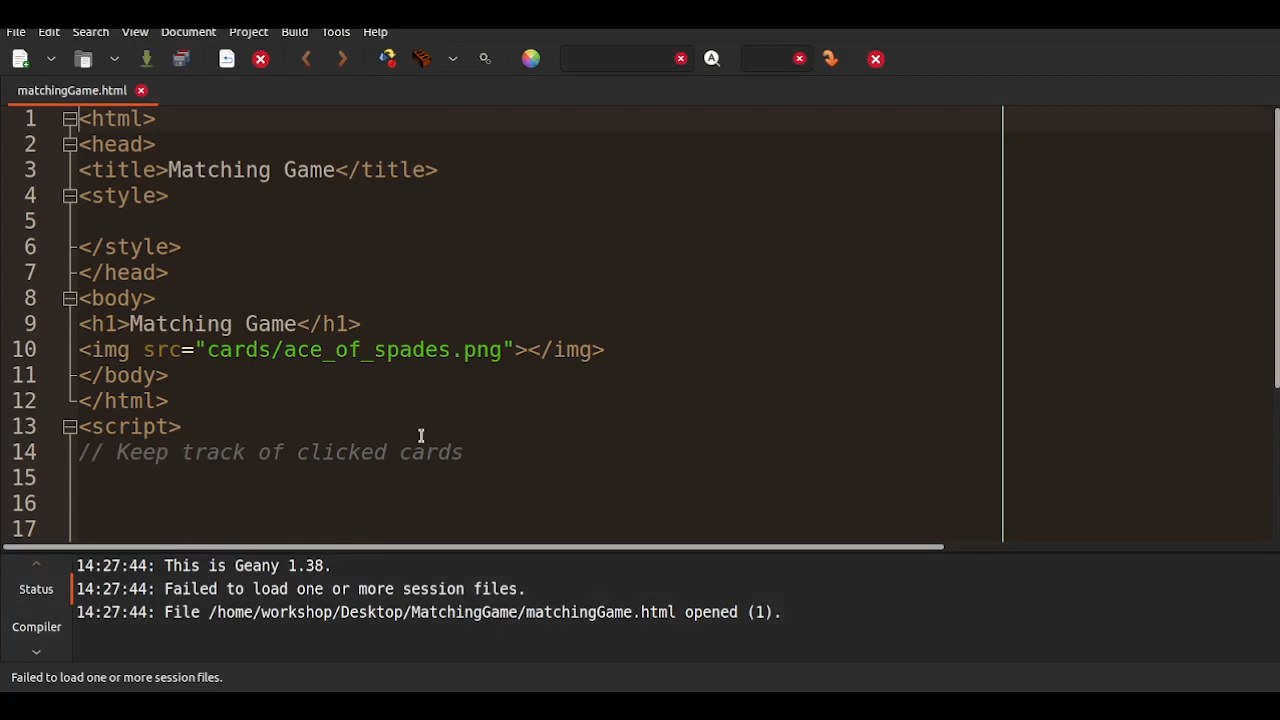 File Edit Search View Document Project Build Tools Help
matchingGame.html
1 <html>
2 <head>
3 <title>Matching Game</title>
4 <style>
5
6 </style>
7 </head>
8 <body>
9 <h1>Matching Game</h1>
10 <img src="cards/ace_of_spades.png"></img>
11 </body>
12 </html>
13 <script>
14 // Keep track of clicked cards
15
16
17
Status
Compiler
14:27:44: This is Geany 1.38.
14:27:44: Failed to load one or more session files.
14:27:44: File /home/workshop/Desktop/MatchingGame/matchingGame.html opened (1).
Failed to load one or more session files.